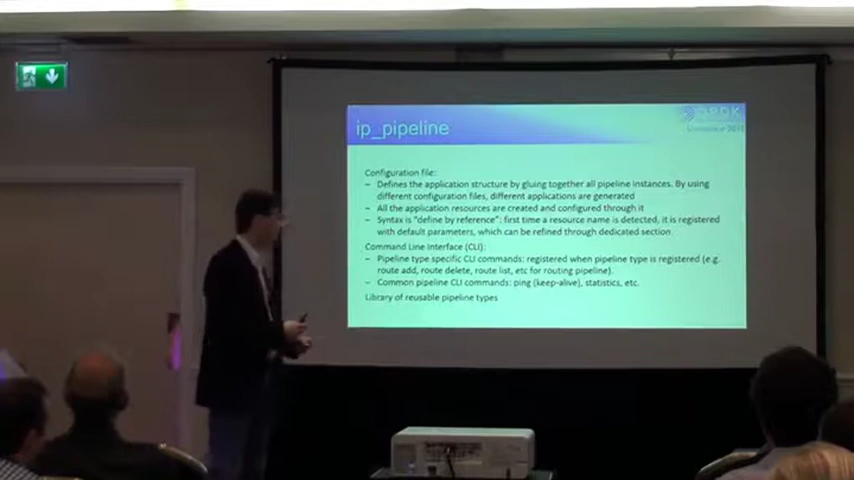 DPDK
ip_pipeline
Configuration file:
– Defines the application structure by gluing together all pipeline instances. By using
different configuration files, different applications are generated
– All the application resources are created and configured through it
– Syntax is "define by reference": first time a resource name is detected, it is registered
with default parameters, which can be refined through dedicated section.
Command Line Interface (CLI):
– Pipeline type specific CLI commands: registered when pipeline type is registered (e.g.
route add, route delete, route list, etc for routing pipeline).
– Common pipeline CLI commands: ping (keep-alive), statistics, etc.
Library of reusable pipeline types